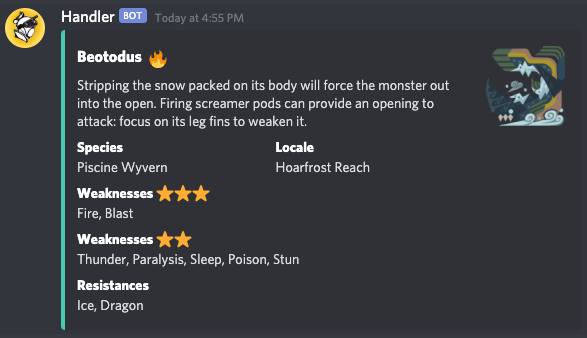 Handler BOT Today at 4:55 PM
Beotodus 🔥
Stripping the snow packed on its body will force the monster out
into the open. Firing screamer pods can provide an opening to
attack: focus on its leg fins to weaken it.
Species Locale
Piscine Wyvern Hoarfrost Reach
Weaknesses ⭐⭐⭐
Fire, Blast
Weaknesses ⭐⭐
Thunder, Paralysis, Sleep, Poison, Stun
Resistances
Ice, Dragon